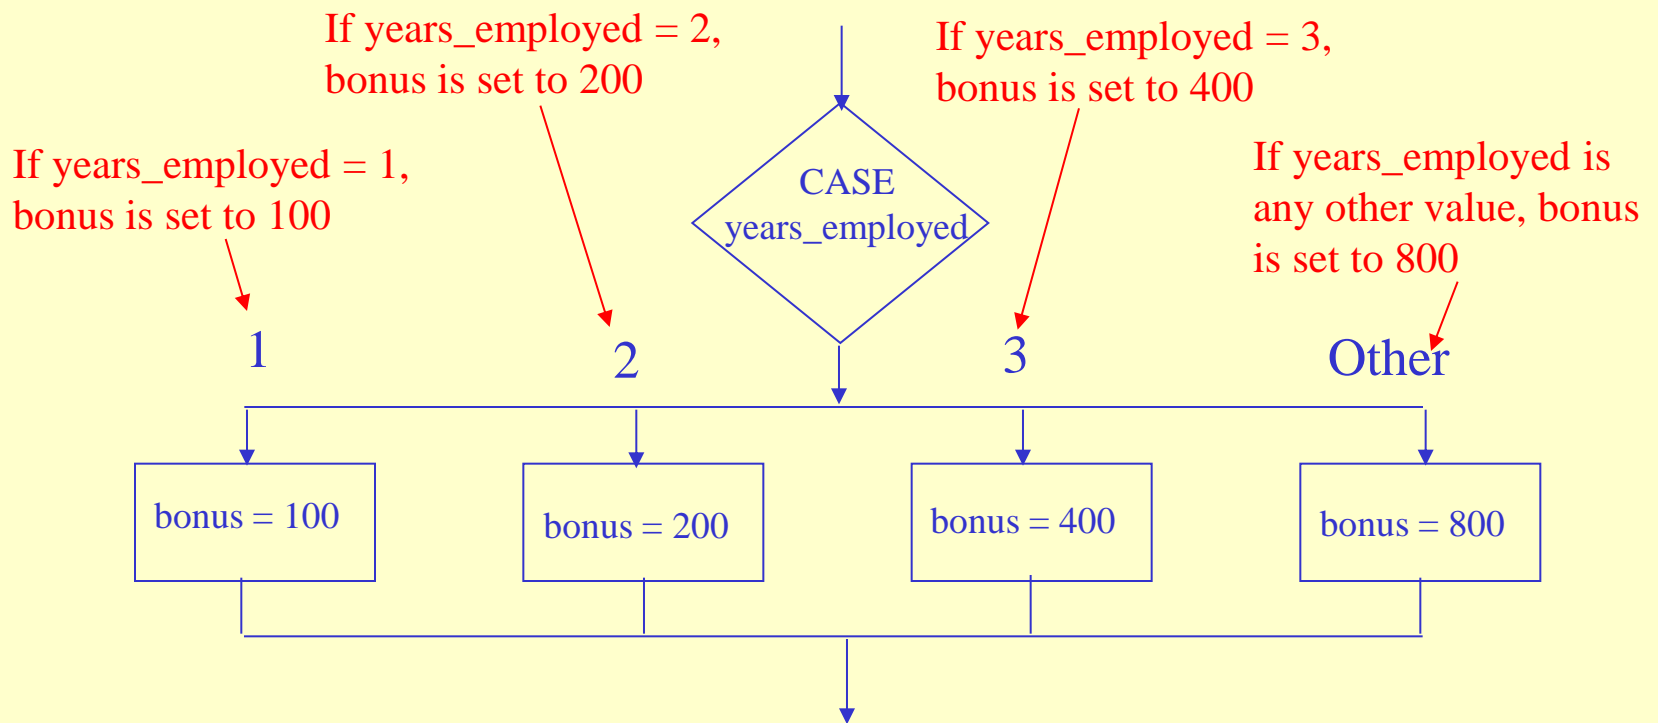 If years_employed = 2,
bonus is set to 200
If years_employed = 3,
bonus is set to 400
If years_employed = 1,
bonus is set to 100
CASE
years_employed
If years_employed is
any other value, bonus
is set to 800
1
2
3
Other
bonus = 100
bonus = 200
bonus = 400
bonus = 800